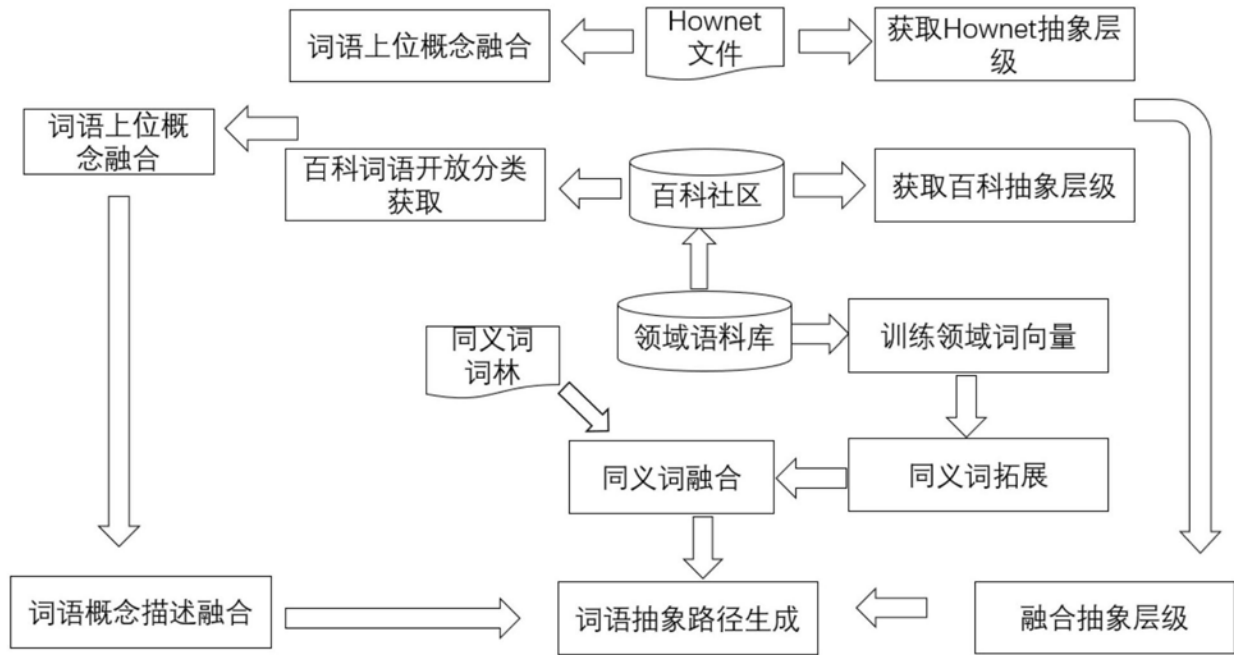 词语上位概念融合
Hownet
文件
获取Hownet抽象层
级
词语上位概
念融合
百科词语开放分类
获取
百科社区
获取百科抽象层级
同义词
词林
领域语料库
训练领域词向量
同义词融合
同义词拓展
词语概念描述融合
词语抽象路径生成
融合抽象层级